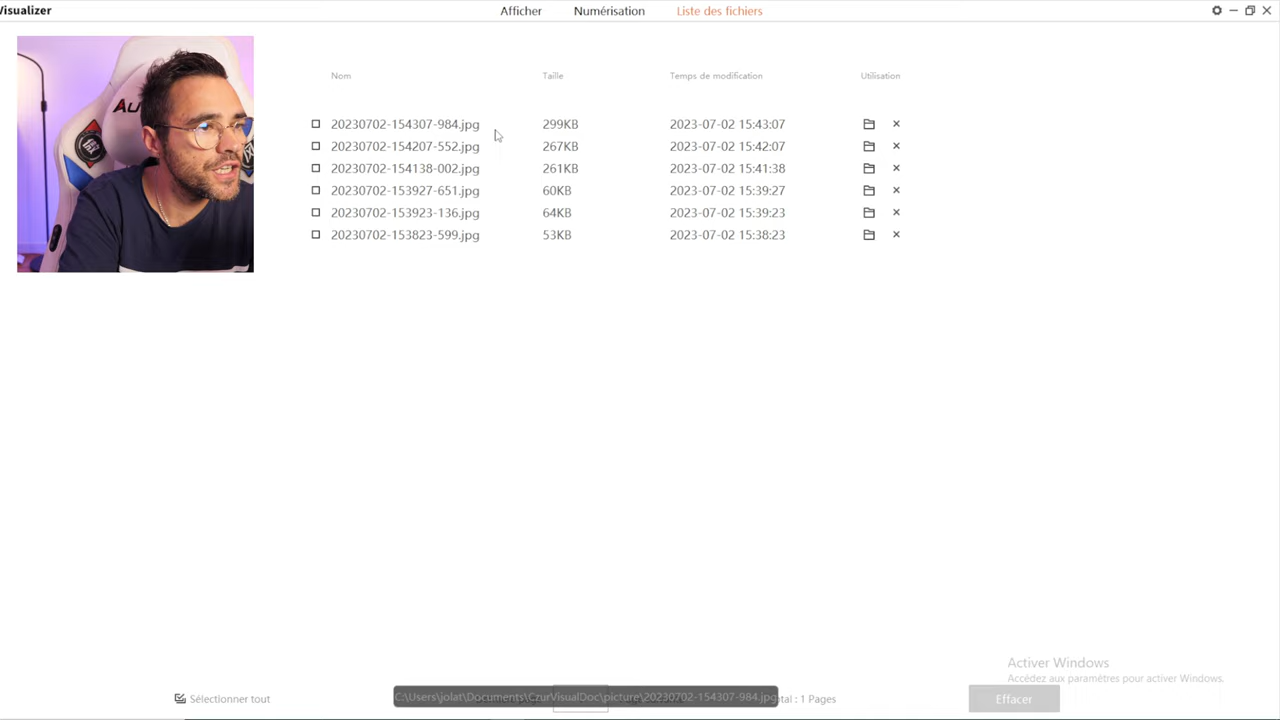 Visualizer
Afficher Numérisation Liste des fichiers
Nom Taille Temps de modification Utilisation
20230702-154307-984.jpg 299KB 2023-07-02 15:43:07
20230702-154207-552.jpg 267KB 2023-07-02 15:42:07
20230702-154138-002.jpg 261KB 2023-07-02 15:41:38
20230702-153927-651.jpg 60KB 2023-07-02 15:39:27
20230702-153923-136.jpg 64KB 2023-07-02 15:39:23
20230702-153823-599.jpg 53KB 2023-07-02 15:38:23
AU
Activer Windows
Accédez aux paramètres pour activer Windows.
Sélectionner tout C:\Users\jolat\Documents\CzurVisualDoc\picture\20230702-154307-984.jpg tal : 1 Pages Effacer